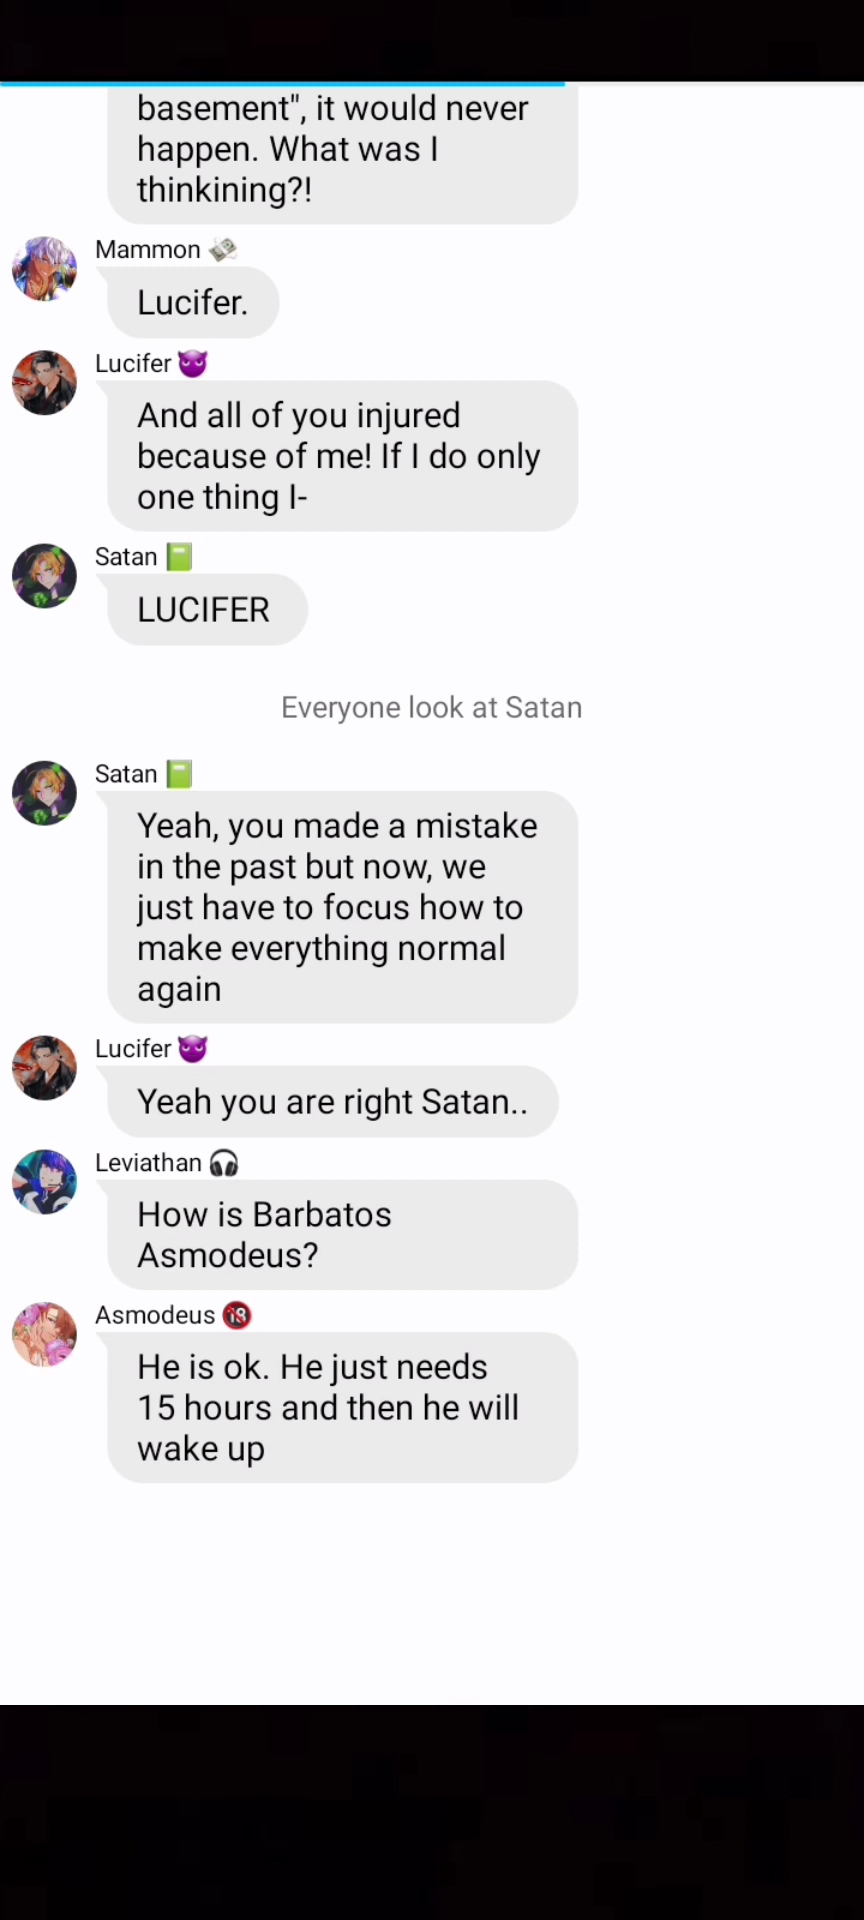 basement", it would never
happen. What was I
thinkining?!
Mammon 💸
Lucifer.
Lucifer 😈
And all of you injured
because of me! If I do only
one thing I-
Satan 📗
LUCIFER
Everyone look at Satan
Satan 📗
Yeah, you made a mistake
in the past but now, we
just have to focus how to
make everything normal
again
Lucifer 😈
Yeah you are right Satan..
Leviathan 🎧
How is Barbatos
Asmodeus?
Asmodeus 🔞
He is ok. He just needs
15 hours and then he will
wake up